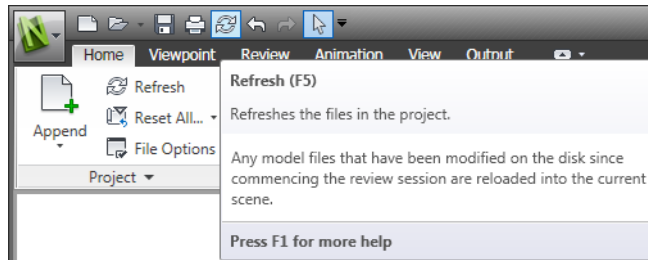 Home Viewpoint Review Animation View Output
Refresh
Reset All...
Append
File Options
Project
Refresh (F5)
Refreshes the files in the project.
Any model files that have been modified on the disk since
commencing the review session are reloaded into the current
scene.
Press F1 for more help